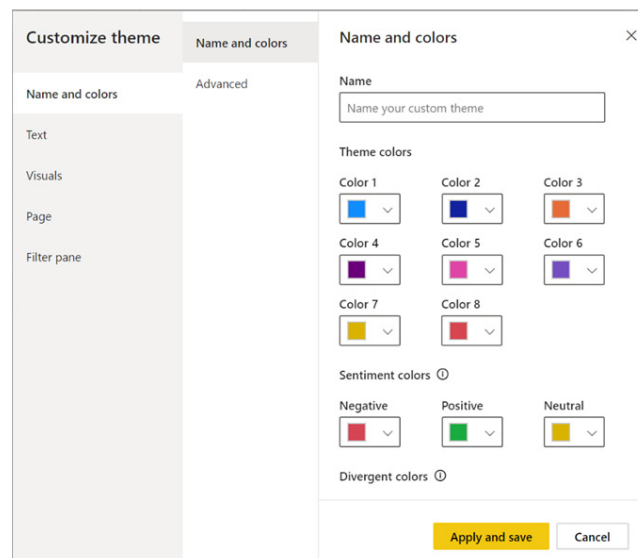 Customize theme
Name and colors
Text
Visuals
Page
Filter pane
Name and colors
Advanced
Name and colors
Name
Name your custom theme
Theme colors
Color 1 Color 2 Color 3
Color 4 Color 5 Color 6
Color 7 Color 8
Sentiment colors
Negative Positive Neutral
Divergent colors
Apply and save Cancel